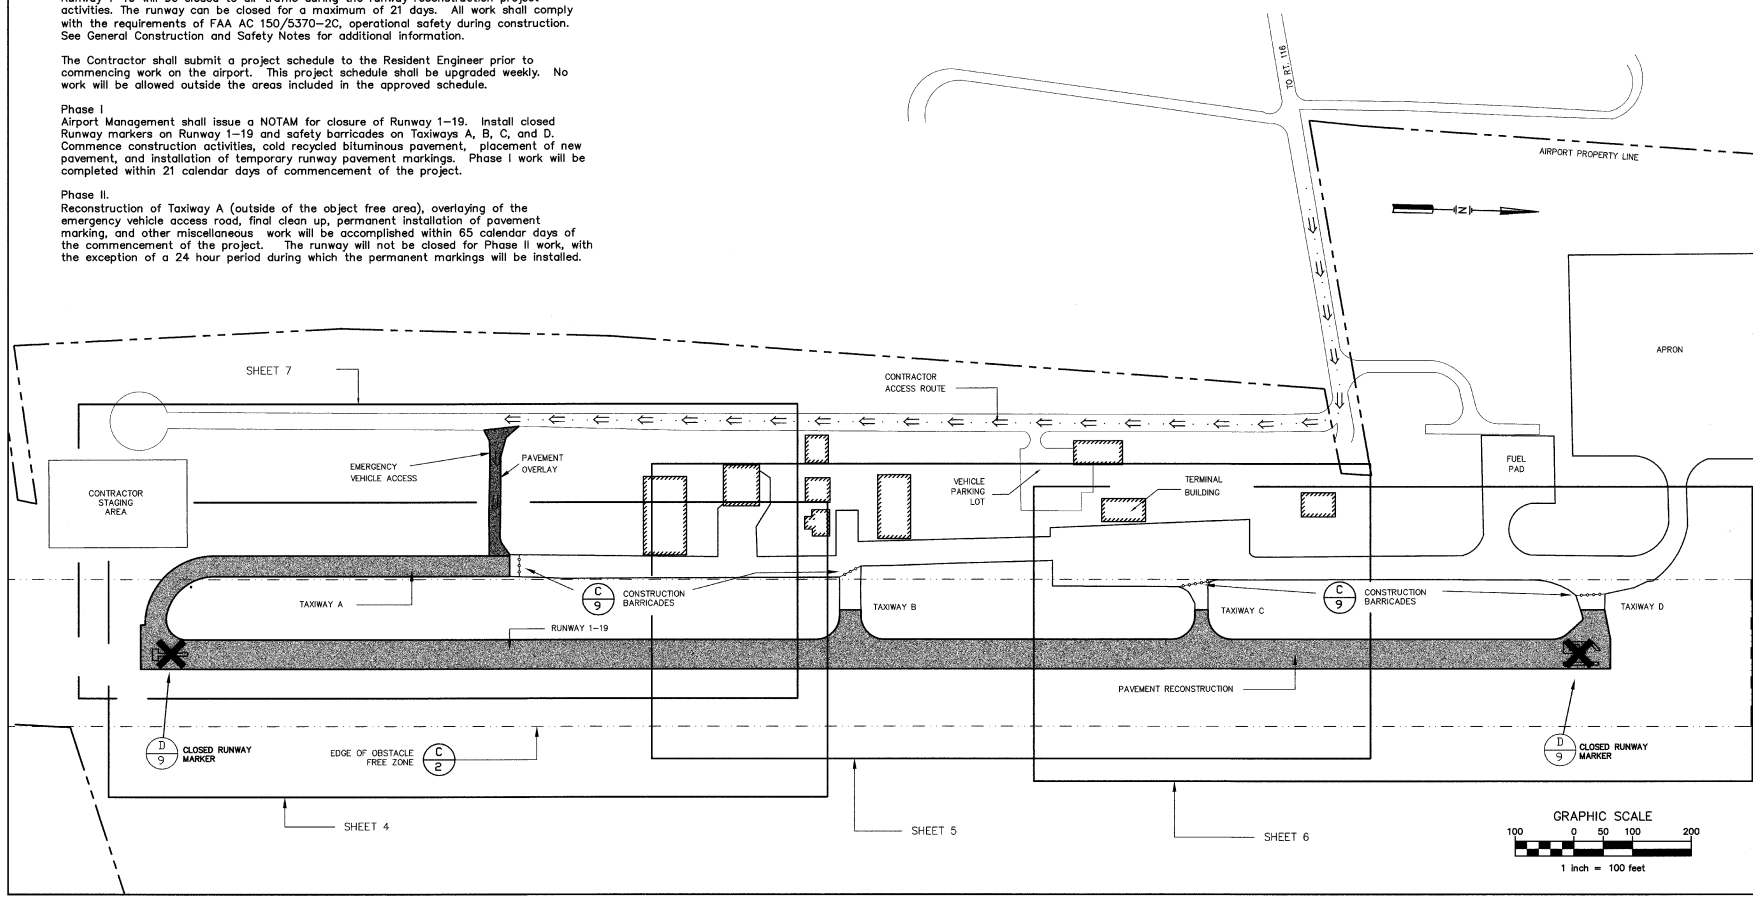 activities. The runway can be closed for a maximum of 21 days. All work shall comply
with the requirements of FAA AC 150/5370-2C, operational safety during construction.
See General Construction and Safety Notes for additional information.
The Contractor shall submit a project schedule to the Resident Engineer prior to
commencing work on the airport. This project schedule shall be upgraded weekly. No
work will be allowed outside the areas included in the approved schedule.
Phase I
Airport Management shall issue a NOTAM for closure of Runway 1-19. Install closed
Runway markers on Runway 1-19 and safety barricades on Taxiways A, B, C, and D.
Commence construction activities, cold recycled bituminous pavement, placement of new
pavement, and installation of temporary runway pavement markings. Phase I work will be
completed within 21 calendar days of commencement of the project.
Phase II.
Reconstruction of Taxiway A (outside of the object free area), overlaying of the
emergency vehicle access road, final clean up, permanent installation of pavement
marking, and other miscellaneous work will be accomplished within 65 calendar days of
the commencement of the project. The runway will not be closed for Phase II work, with
the exception of a 24 hour period during which the permanent markings will be installed.
TO RT. 116
AIRPORT PROPERTY LINE
N
APRON
SHEET 7
CONTRACTOR
ACCESS ROUTE
EMERGENCY
VEHICLE ACCESS
PAVEMENT
OVERLAY
CONTRACTOR
STAGING
AREA
VEHICLE
PARKING
LOT
TERMINAL
BUILDING
FUEL
PAD
TAXIWAY A
C
9
CONSTRUCTION
BARRICADES
RUNWAY 1-19
TAXIWAY B
TAXIWAY C
C
9
CONSTRUCTION
BARRICADES
TAXIWAY D
PAVEMENT RECONSTRUCTION
D
9
CLOSED RUNWAY
MARKER
EDGE OF OBSTACLE
FREE ZONE
C
2
D
9
CLOSED RUNWAY
MARKER
SHEET 4
SHEET 5
SHEET 6
GRAPHIC SCALE
100 0 50 100 200
1 inch = 100 feet